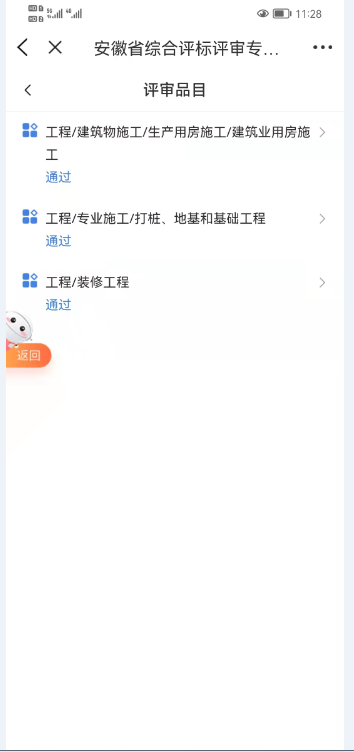 11:28
安徽省综合评标评审专...
评审品目
工程/建筑物施工/生产用房施工/建筑业用房施
工
通过
工程/专业施工/打桩、地基和基础工程
通过
工程/装修工程
通过
返回